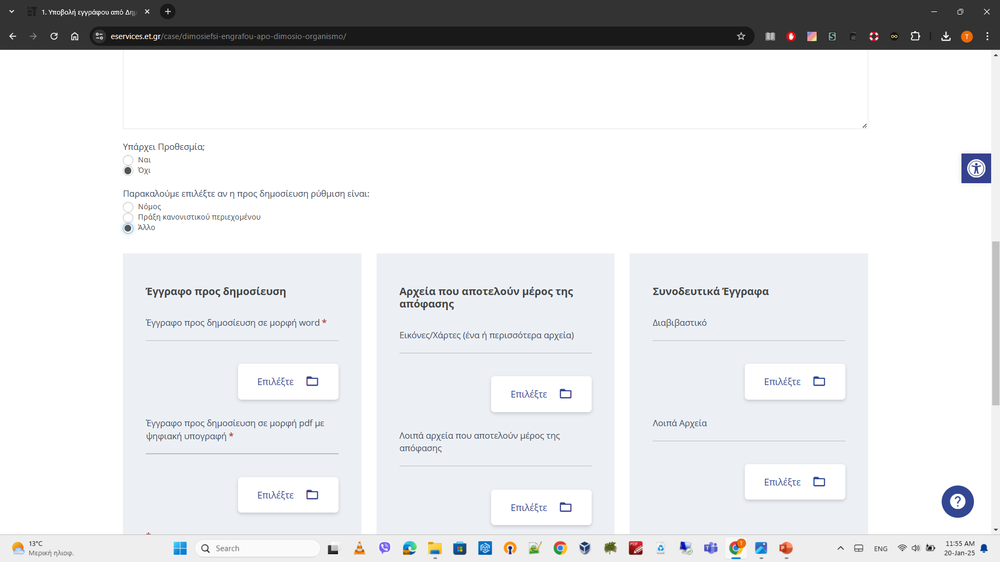 1. Υποβολή εγγράφου από Δημ
eservices.et.gr/case/dimosiefsi-engrafou-apo-dimosio-organismo/
T
Υπάρχει Προθεσμία;
Ναι
Όχι
Παρακαλούμε επιλέξτε αν η προς δημοσίευση ρύθμιση είναι:
Νόμος
Πράξη κανονιστικού περιεχομένου
Άλλο
Έγγραφο προς δημοσίευση
Έγγραφο προς δημοσίευση σε μορφή word *
Επιλέξτε
Έγγραφο προς δημοσίευση σε μορφή pdf με
ψηφιακή υπογραφή *
Επιλέξτε
*
Αρχεία που αποτελούν μέρος της
απόφασης
Εικόνες/Χάρτες (ένα ή περισσότερα αρχεία)
Επιλέξτε
Λοιπά αρχεία που αποτελούν μέρος της
απόφασης
Επιλέξτε
Συνοδευτικά Έγγραφα
Διαβιβαστικό
Επιλέξτε
Λοιπά Αρχεία
Επιλέξτε
?
13°C
Μερική ηλιοφ.
Search
ENG
11:55 AM
20-Jan-25